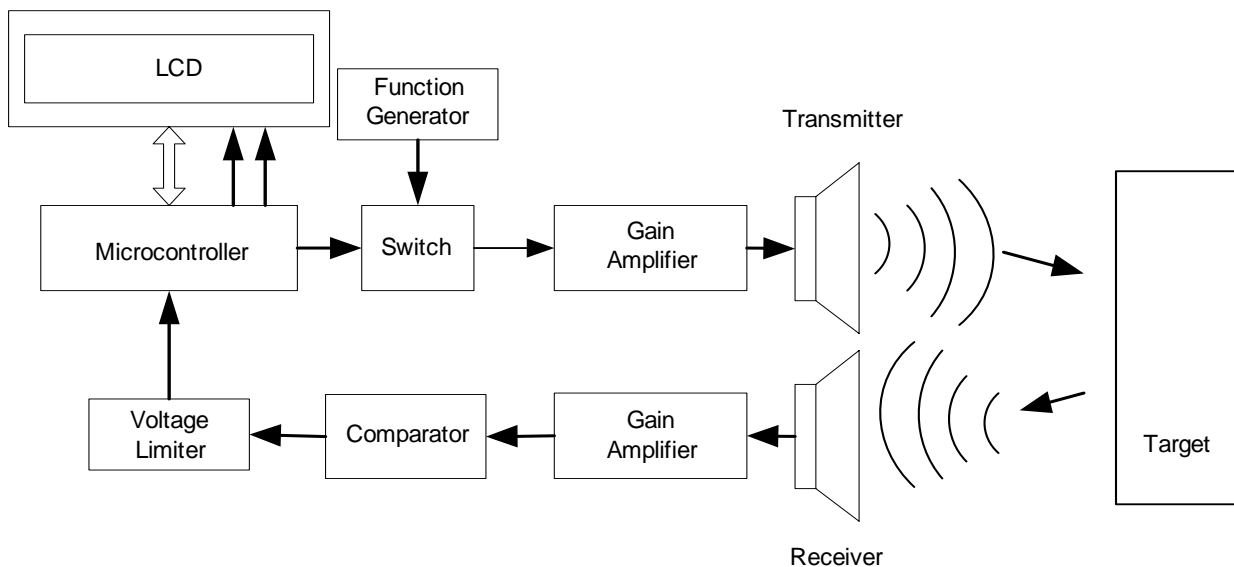 LCD
Function
Generator
Transmitter
Microcontroller
Switch
Gain
Amplifier
Voltage
Limiter
Comparator
Gain
Amplifier
Target
Receiver